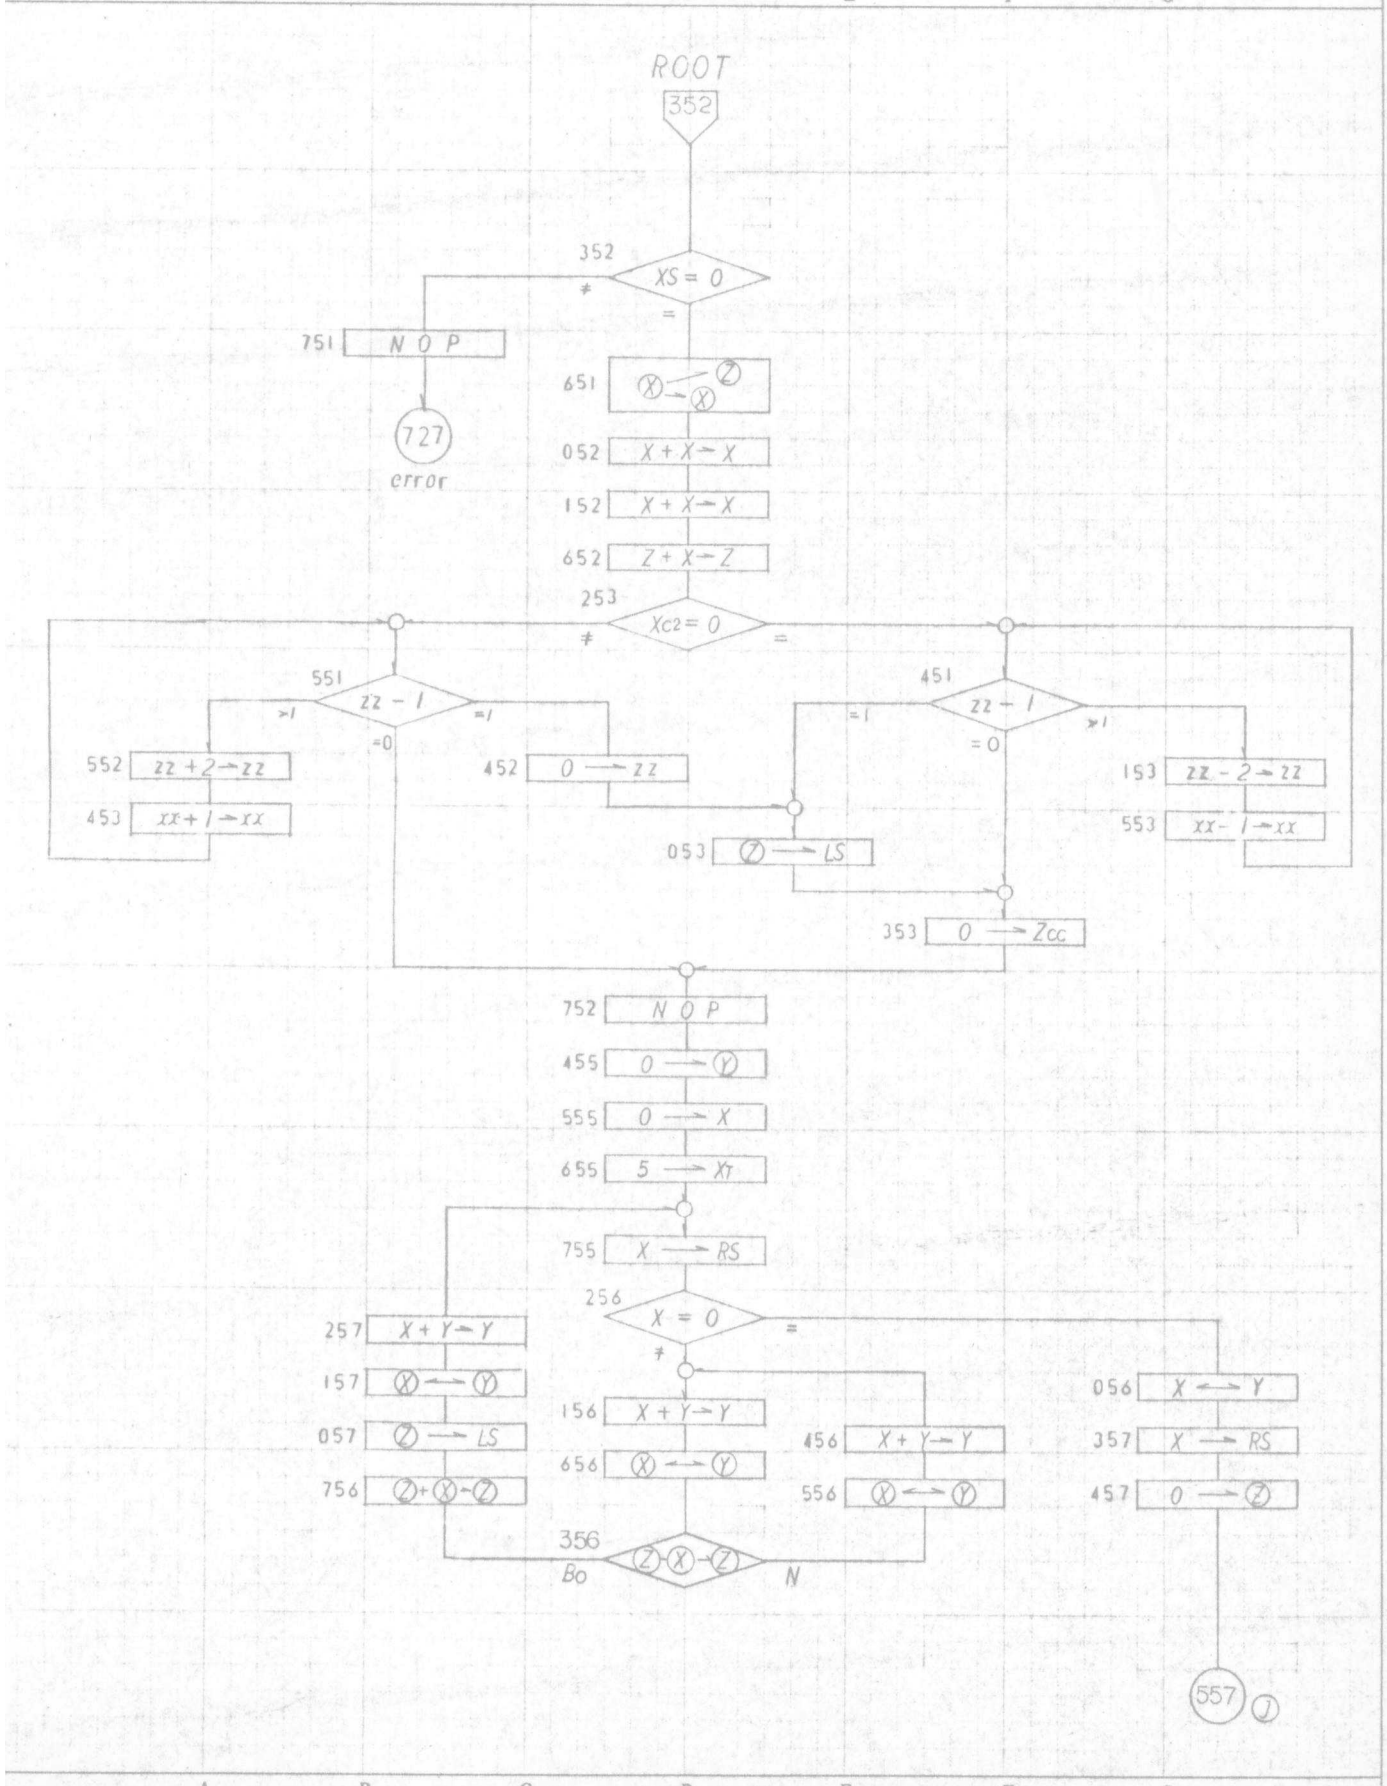 ROOT
352
352
XS = 0
≠
=
751
N O P
727
error
651
X Z
X
052
X + X → X
152
X + X → X
652
Z + X → Z
253
XC2 = 0
≠
=
551
zz - 1
>1
=1
=0
451
zz - 1
=1
>1
=0
552
zz + 2 → zz
453
xx + 1 → xx
452
0 → zz
153
zz - 2 → zz
553
xx - 1 → xx
053
Z → LS
353
0 → Zcc
752
N O P
455
0 → Y
555
0 → X
655
5 → XT
755
X → RS
256
X = 0
=
≠
257
X + Y → Y
157
X ↔ Y
057
Z → LS
756
Z + X → Z
156
X + Y → Y
656
X ↔ Y
456
X + Y → Y
556
X ↔ Y
056
X ↔ Y
357
X → RS
457
0 → Z
356
Z - X → Z
Bo
N
557
J